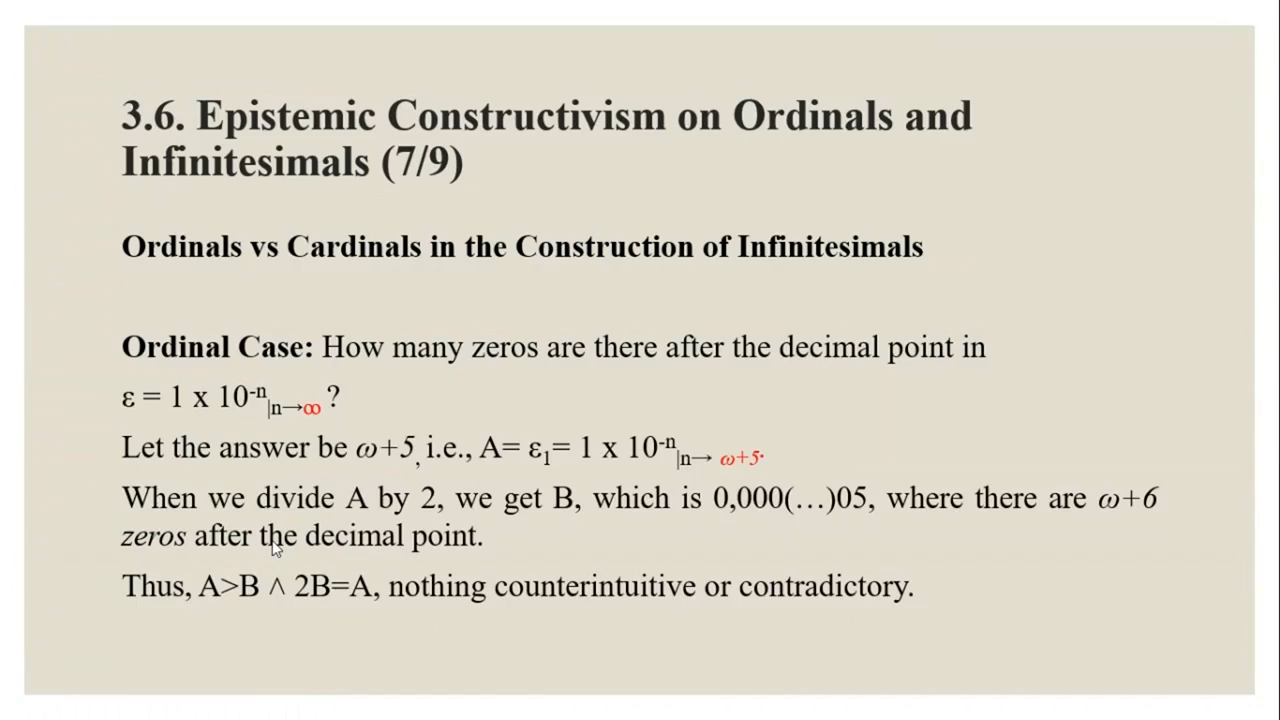 3.6. Epistemic Constructivism on Ordinals and
Infinitesimals (7/9)
Ordinals vs Cardinals in the Construction of Infinitesimals
Ordinal Case: How many zeros are there after the decimal point in
ε = 1 x 10-n|n→∞ ?
Let the answer be ω+5, i.e., A= ε1= 1 x 10-n|n→ ω+5.
When we divide A by 2, we get B, which is 0,000(…)05, where there are ω+6
zeros after the decimal point.
Thus, A>B ∧ 2B=A, nothing counterintuitive or contradictory.